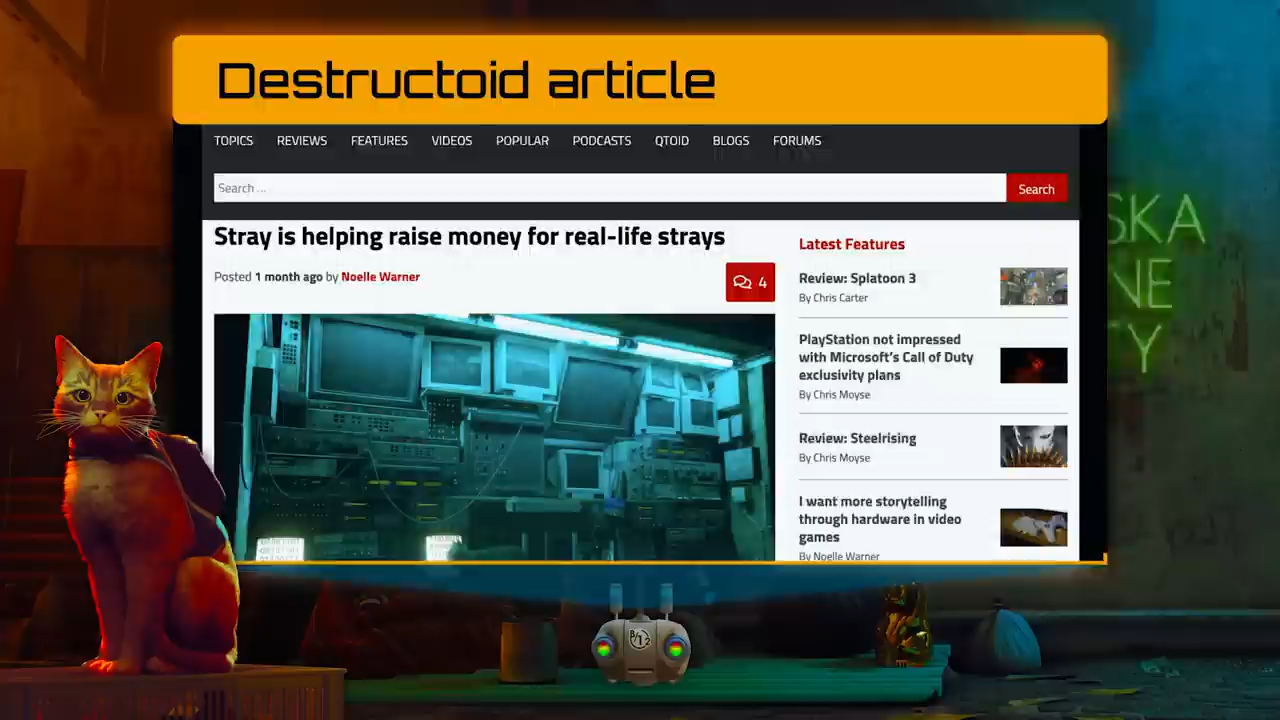 Destructoid article
TOPICS REVIEWS FEATURES VIDEOS POPULAR PODCASTS QTOID BLOGS FORUMS
Search ...
Search
Stray is helping raise money for real-life strays
Posted 1 month ago by Noelle Warner
4
Latest Features
Review: Splatoon 3
By Chris Carter
PlayStation not impressed
with Microsoft's Call of Duty
exclusivity plans
By Chris Moyse
Review: Steelrising
By Chris Moyse
I want more storytelling
through hardware in video
games
By Noelle Warner
SKA
NE
Y
B/12